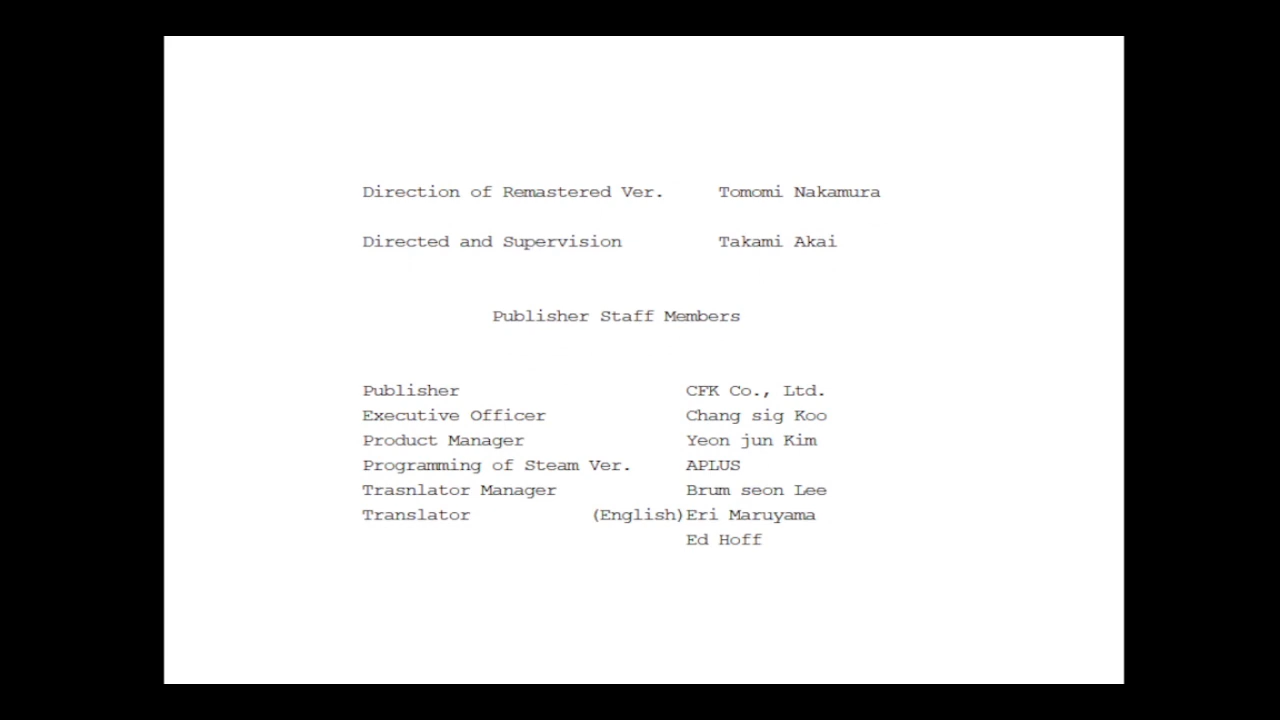 Direction of Remastered Ver. Tomomi Nakamura
Directed and Supervision Takami Akai
Publisher Staff Members
Publisher CFK Co., Ltd.
Executive Officer Chang sig Koo
Product Manager Yeon jun Kim
Programming of Steam Ver. APLUS
Trasnlator Manager Brum seon Lee
Translator (English)Eri Maruyama
Ed Hoff